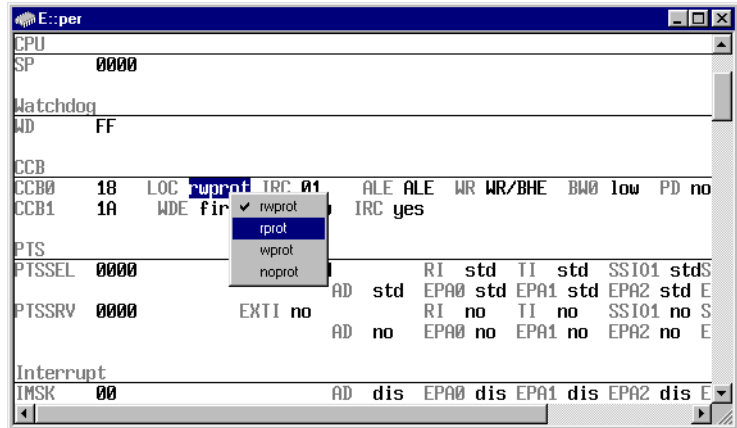 E::per
CPU
SP 0000
Watchdog
WD FF
CCB
CCB0 18 LOC rwprot IRC 01 ALE ALE WR WR/BHE BW0 low PD no
CCB1 1A WDE IRC yes
rwprot
rprot
wprot
noprot
PTS
PTSSEL 0000 RI std TI std SSIO1 std
AD std EPA0 std EPA1 std EPA2 std
PTSSRV 0000 EXTI no RI no TI no SSIO1 no
AD no EPA0 no EPA1 no EPA2 no
Interrupt
IMSK 00 AD dis EPA0 dis EPA1 dis EPA2 dis